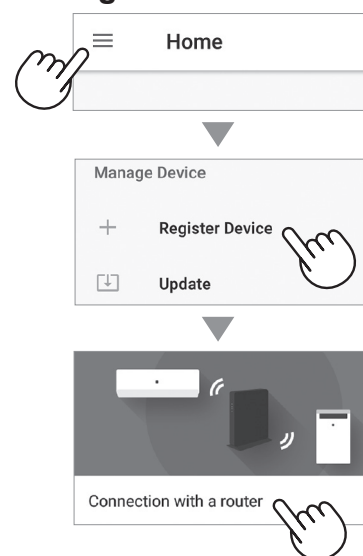 Home
Manage Device
Register Device
Update
Connection with a router